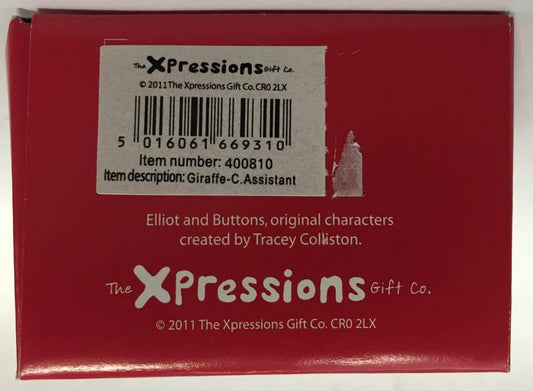 The Xpressions Gift Co.
© 2011 The Xpressions Gift Co. CR0 2LX
5 016061 669310
Item number: 400810
Item description: Giraffe-C.Assistant
Elliot and Buttons, original characters
created by Tracey Colliston.
The Xpressions Gift Co.
© 2011 The Xpressions Gift Co. CR0 2LX